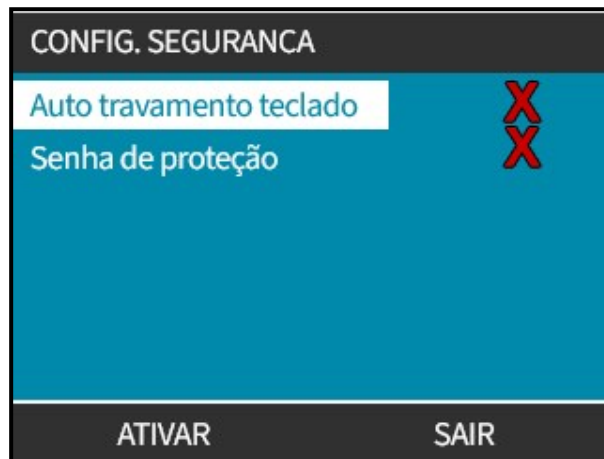 CONFIG. SEGURANCA
Auto travamento teclado X
Senha de proteção X
ATIVAR SAIR